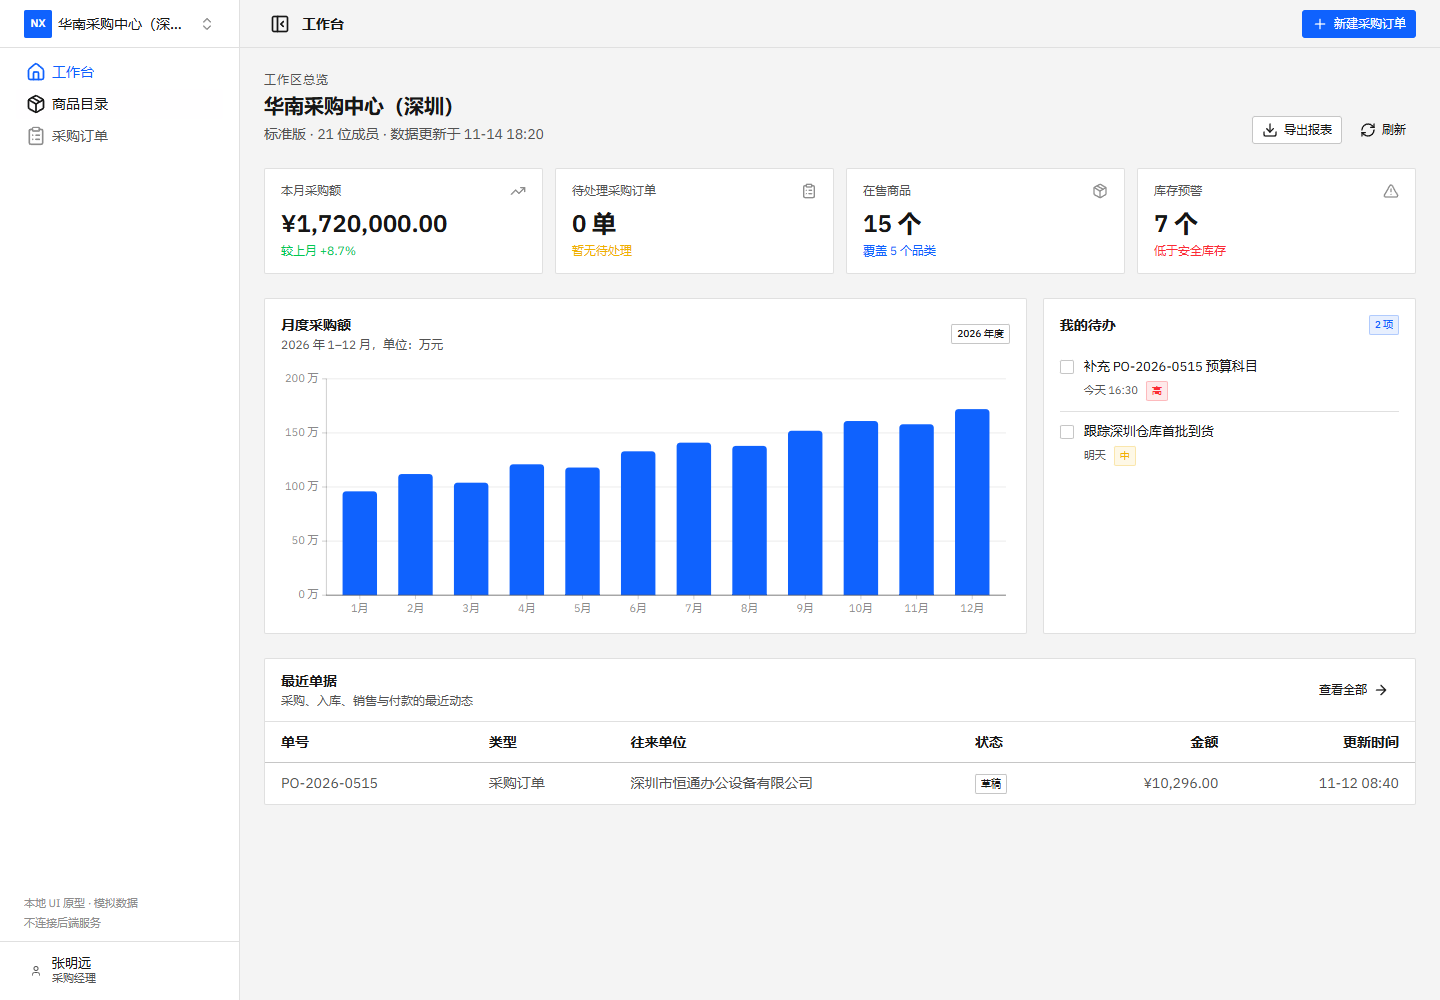 NX 华南采购中心（深...
工作台
商品目录
采购订单
本地 UI 原型 · 模拟数据
不连接后端服务
张明远
采购经理
工作台
新建采购订单
工作区总览
华南采购中心（深圳）
标准版 · 21 位成员 · 数据更新于 11-14 18:20
导出报表
刷新
本月采购额
¥1,720,000.00
较上月 +8.7%
待处理采购订单
0 单
暂无待处理
在售商品
15 个
覆盖 5 个品类
库存预警
7 个
低于安全库存
月度采购额
2026 年 1–12 月，单位：万元
2026 年度
200 万
150 万
100 万
50 万
0 万
1月 2月 3月 4月 5月 6月 7月 8月 9月 10月 11月 12月
我的待办
2 项
补充 PO-2026-0515 预算科目
今天 16:30 高
跟踪深圳仓库首批到货
明天 中
最近单据
采购、入库、销售与付款的最近动态
查看全部
单号 类型 往来单位 状态 金额 更新时间
PO-2026-0515 采购订单 深圳市恒通办公设备有限公司 草稿 ¥10,296.00 11-12 08:40